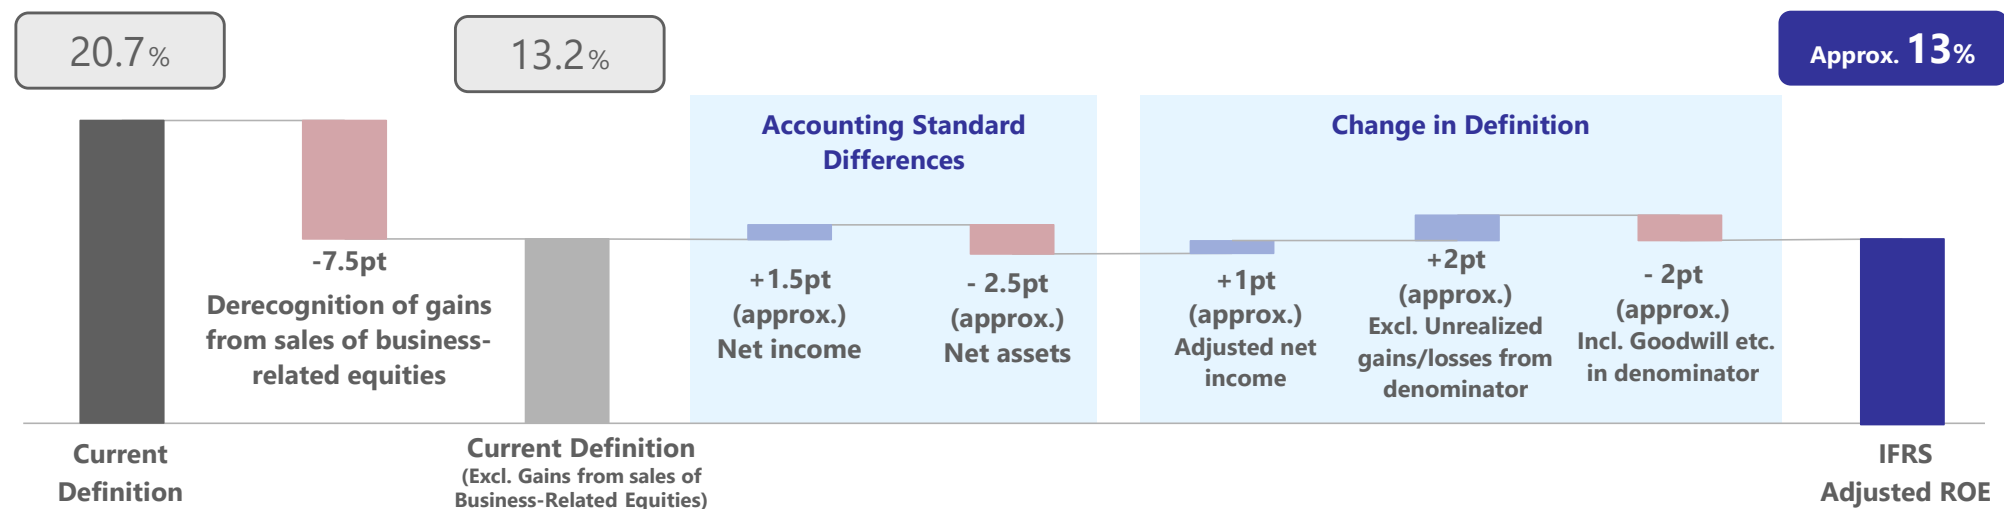 20.7%
13.2%
Approx. 13%
Accounting Standard
Differences
Change in Definition
-7.5pt
Derecognition of gains
from sales of business-
related equities
+1.5pt
(approx.)
Net income
- 2.5pt
(approx.)
Net assets
+1pt
(approx.)
Adjusted net
income
+2pt
(approx.)
Excl. Unrealized
gains/losses from
denominator
- 2pt
(approx.)
Incl. Goodwill etc.
in denominator
Current
Definition
Current Definition
(Excl. Gains from sales of
Business-Related Equities)
IFRS
Adjusted ROE